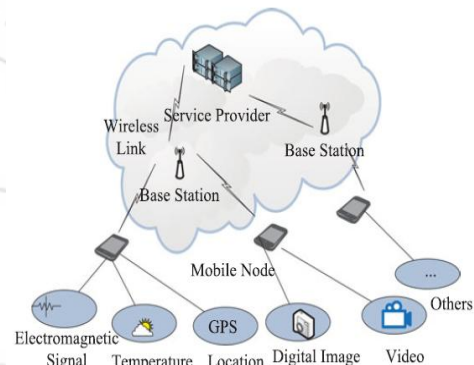 Service Provider
Wireless
Link
Base Station
Base Station
Mobile Node
...
Others
GPS
Electromagnetic
Signal
Temperature
Location
Digital Image
Video